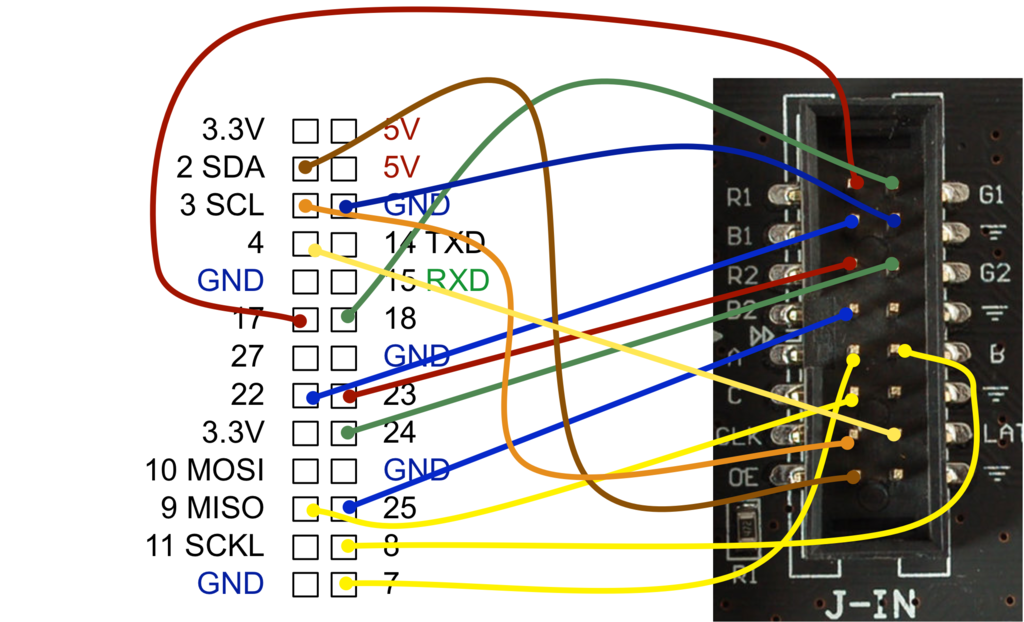 3.3V 5V
2 SDA 5V
3 SCL GND
4 14 TXD
GND 15 RXD
17 18
27 GND
22 23
3.3V 24
10 MOSI GND
9 MISO 25
11 SCKL 8
GND 7
R1 G1
B1
R2 G2
B2
A B
C
CLK LAT
OE
R1
J-IN